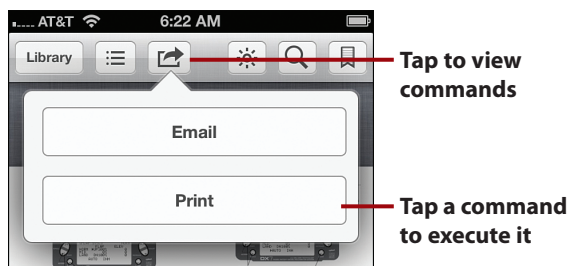 AT&T 6:22 AM
Library
Tap to view
commands
Email
Print
Tap a command
to execute it